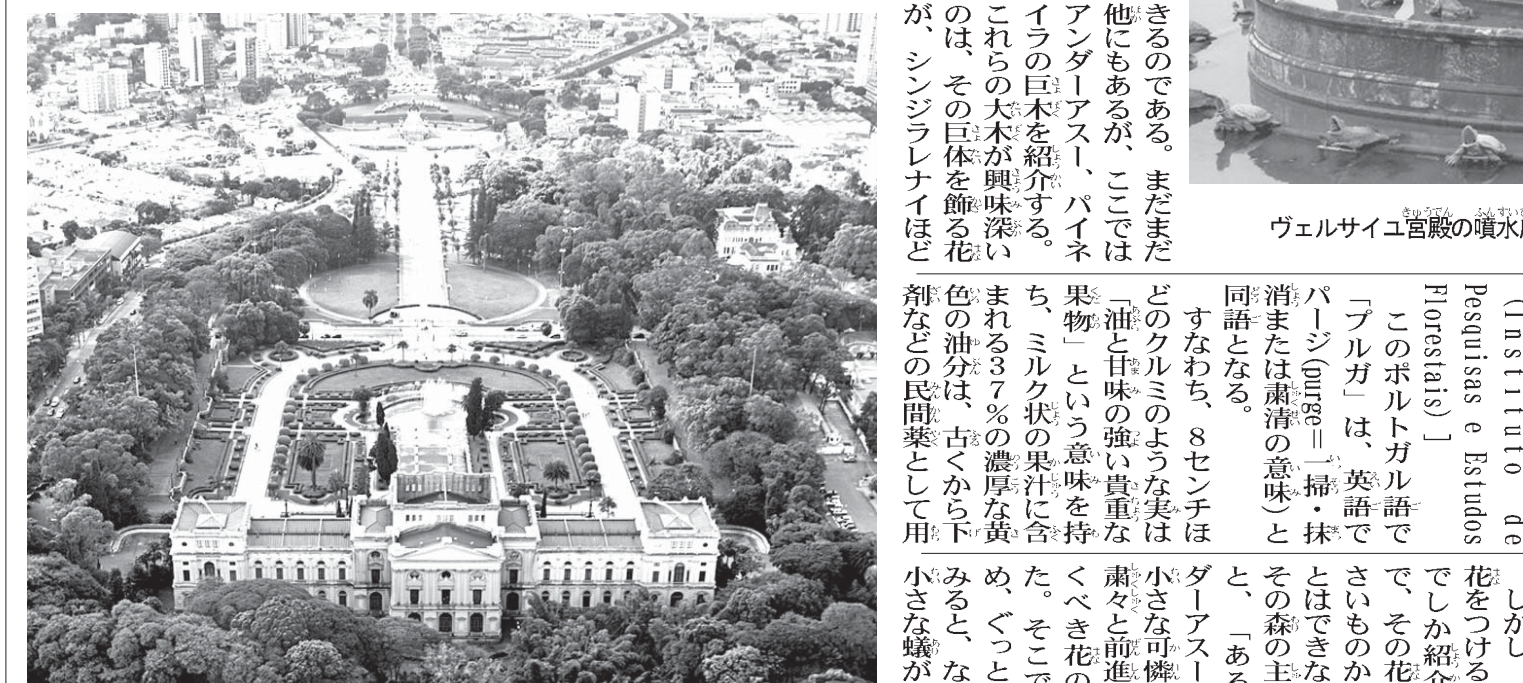 きるのである。まだまだ
他にもあるが、ここでは
アンダーアスー、パイネ
イラの巨木を紹介する。
これらの大木が興味深い
のは、その巨体を飾る花
が、シンジラレナイほど
ヴェルサイユ宮殿の噴水
(Instituto de
Pesquisas e Estudos
Florestais)]
このポルトガル語で
「プルガ」は、英語で
パージ(purge=一掃・抹
消または粛清の意味)と
同語となる。
すなわち、8センチほ
どのクルミのような実は
「油と甘味の強い貴重な
果物」という意味を持
ち、ミルク状の果汁に含
まれる37%の濃厚な黄
色の油分は、古くから下
剤などの民間薬として用
しかし
花をつける
でしか紹介
で、その花
さいものか
とはできな
その森の主
と、「ある
ダーアスー
小さな可憐
粛々と前進
くべき花の
た。そこで
め、ぐっと
みると、な
小さな蟻が